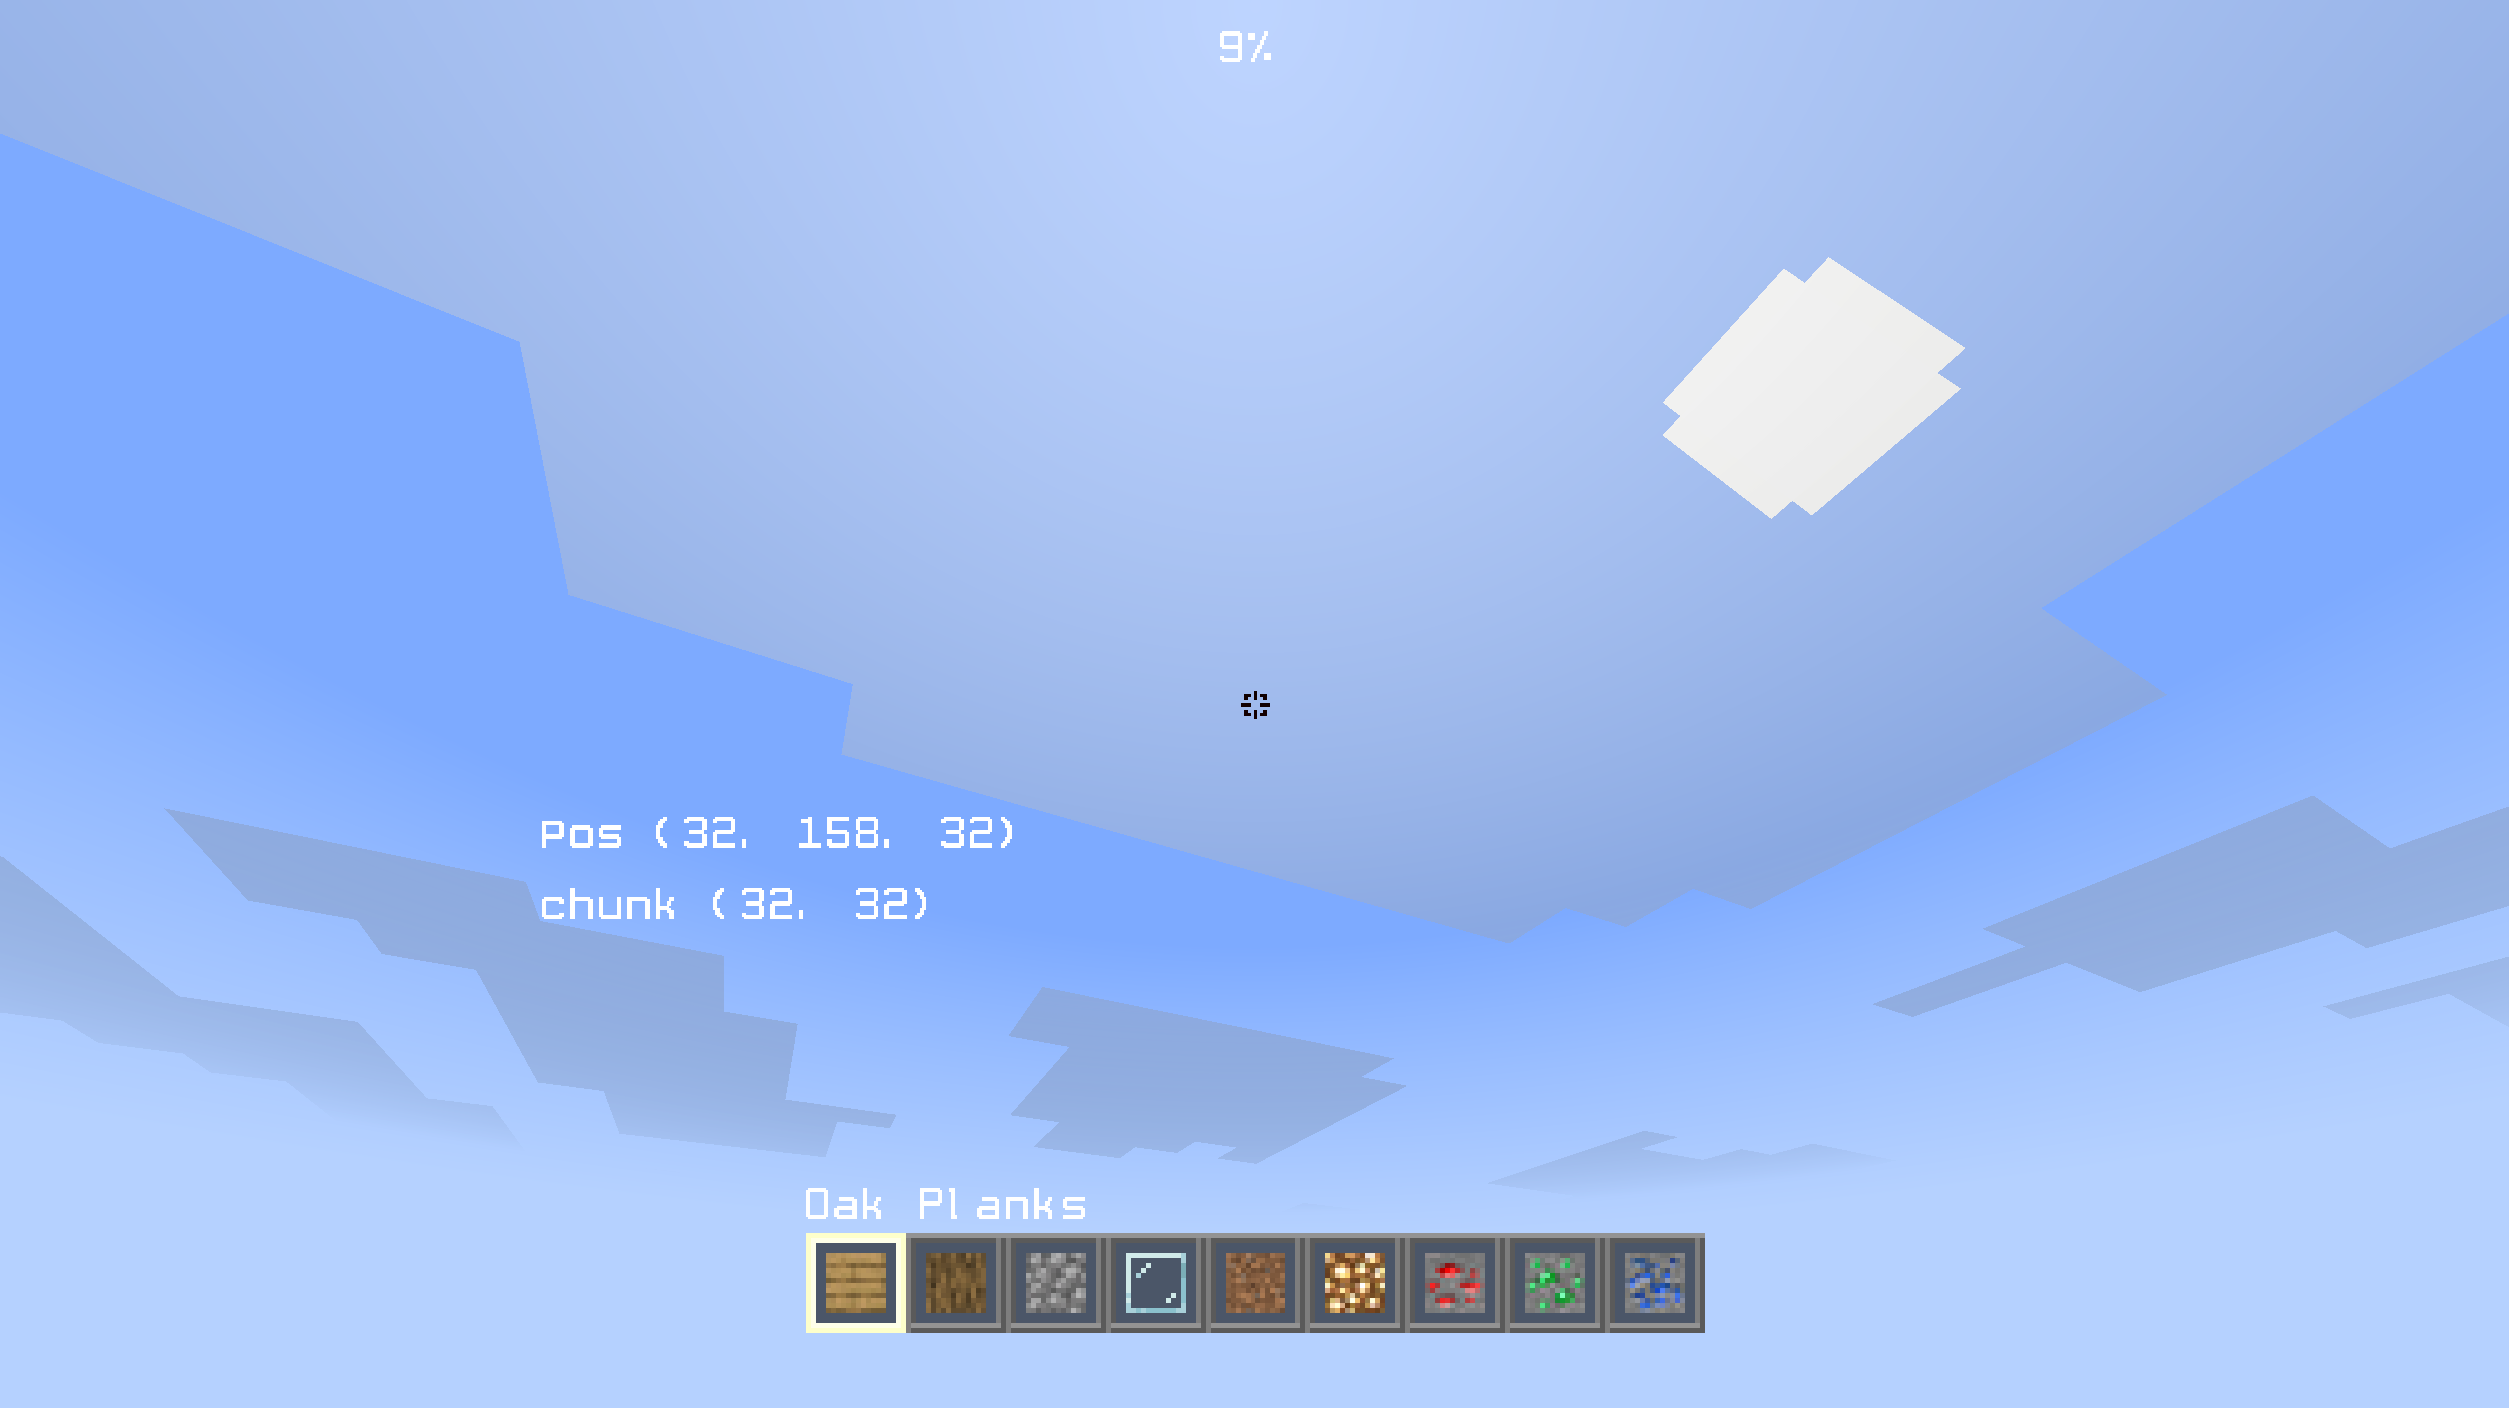 9%
Pos (32, 158, 32)
chunk (32, 32)
Oak Planks